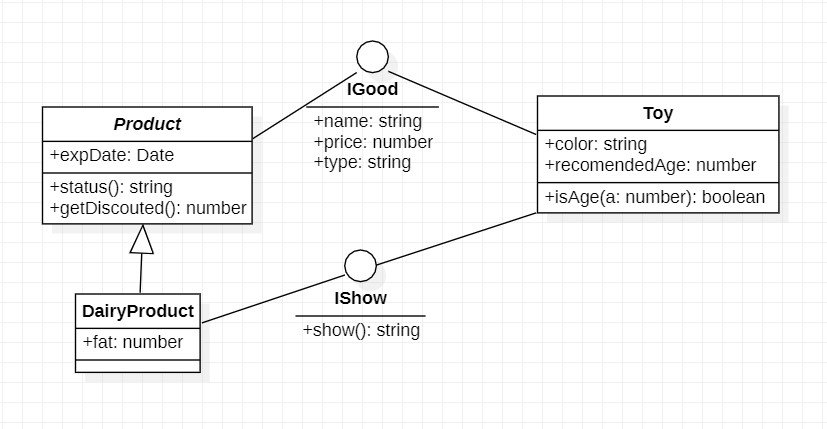 IGood
+name: string
+price: number
+type: string
Product
+expDate: Date
+status(): string
+getDiscouted(): number
Toy
+color: string
+recomendedAge: number
+isAge(a: number): boolean
DairyProduct
+fat: number
IShow
+show(): string